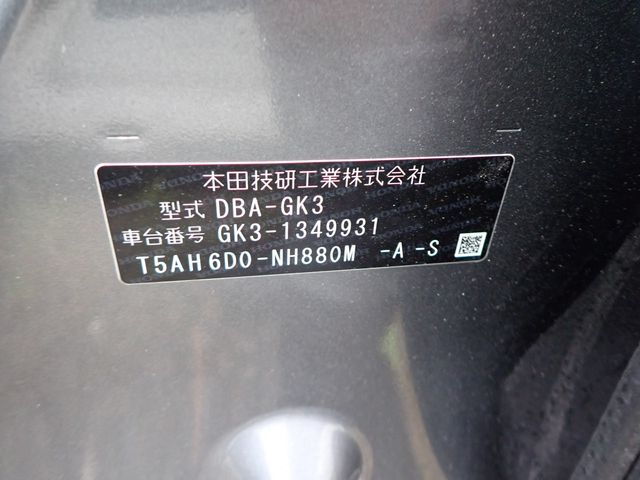 本田技研工業株式会社
型式 DBA-GK3
車台番号 GK3-1349931
T5AH6D0-NH880M -A -S